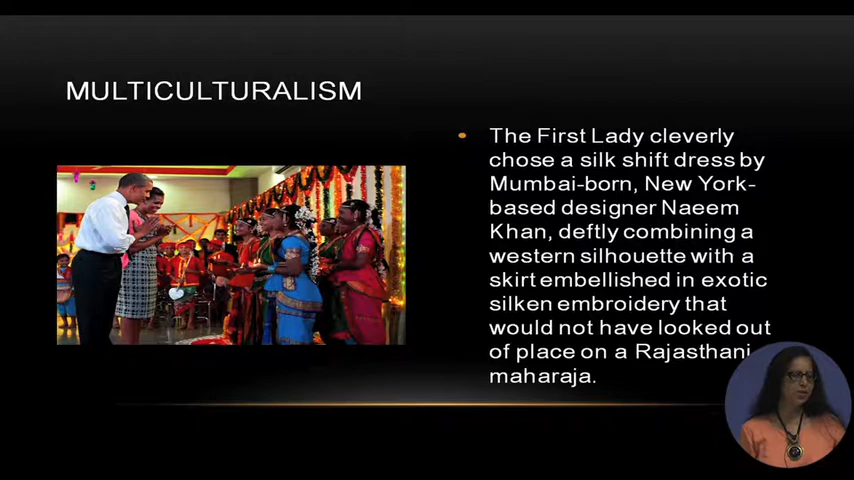 MULTICULTURALISM
The First Lady cleverly
chose a silk shift dress by
Mumbai-born, New York-
based designer Naeem
Khan, deftly combining a
western silhouette with a
skirt embellished in exotic
silken embroidery that
would not have looked out
of place on a Rajasthani
maharaja.